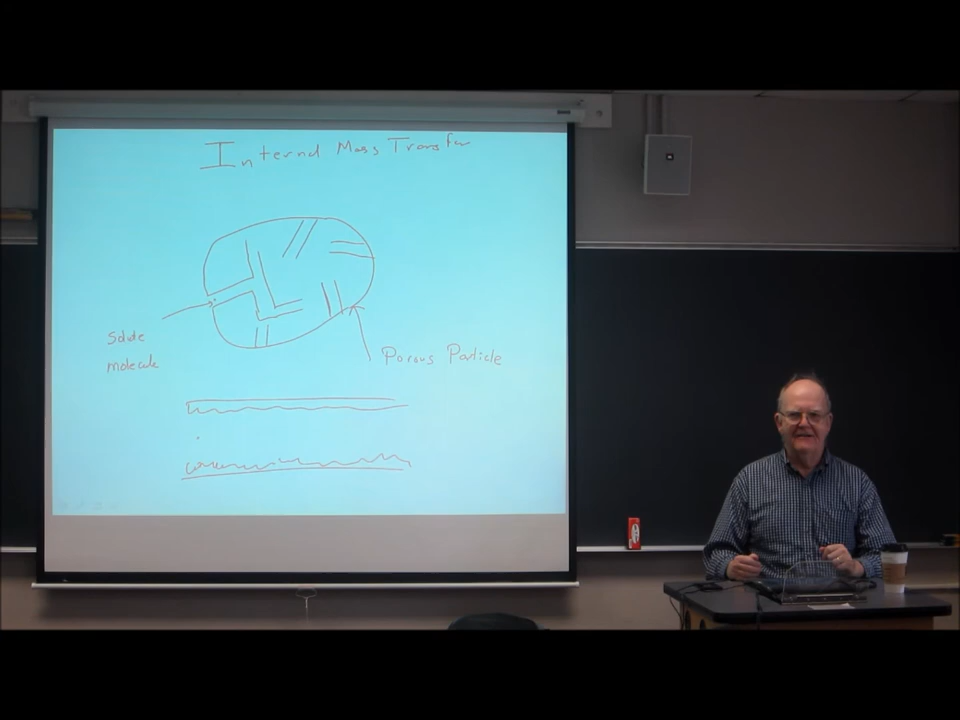 Internal Mass Transfer
Solute
molecule
Porous Particle